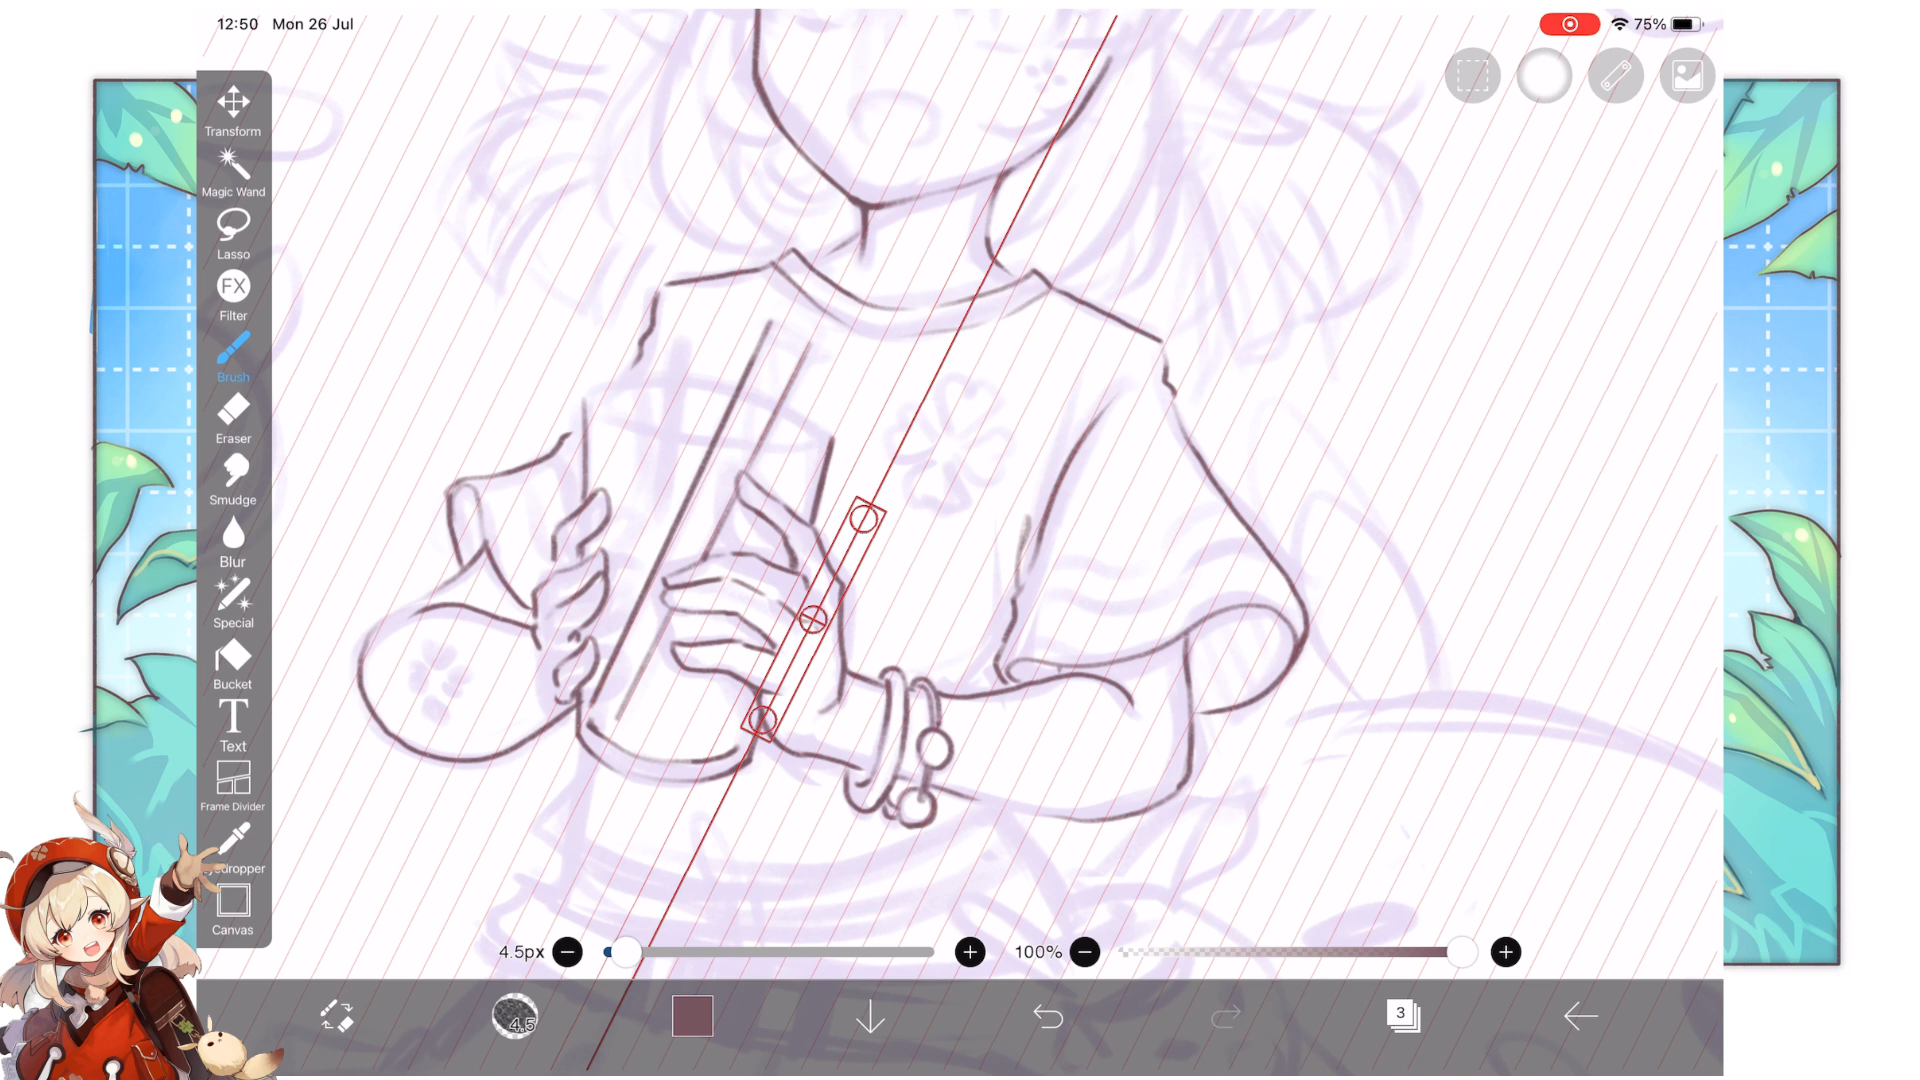 12:50 Mon 26 Jul
75%
Transform
Magic Wand
Lasso
FX
Filter
Brush
Eraser
Smudge
Blur
Special
Bucket
T
Text
Frame Divider
Canvas
4.5px
100%
4.5
3